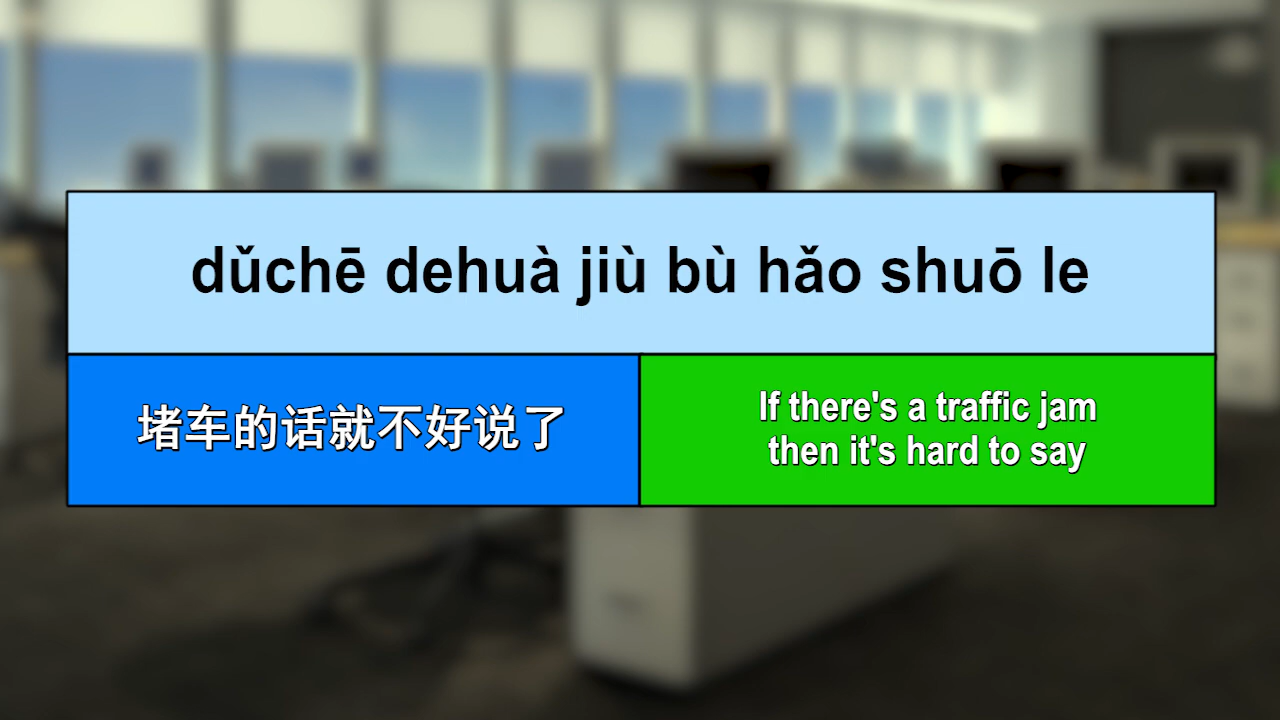 dǔchē dehuà jiù bù hǎo shuō le
堵车的话就不好说了
If there's a traffic jam
then it's hard to say